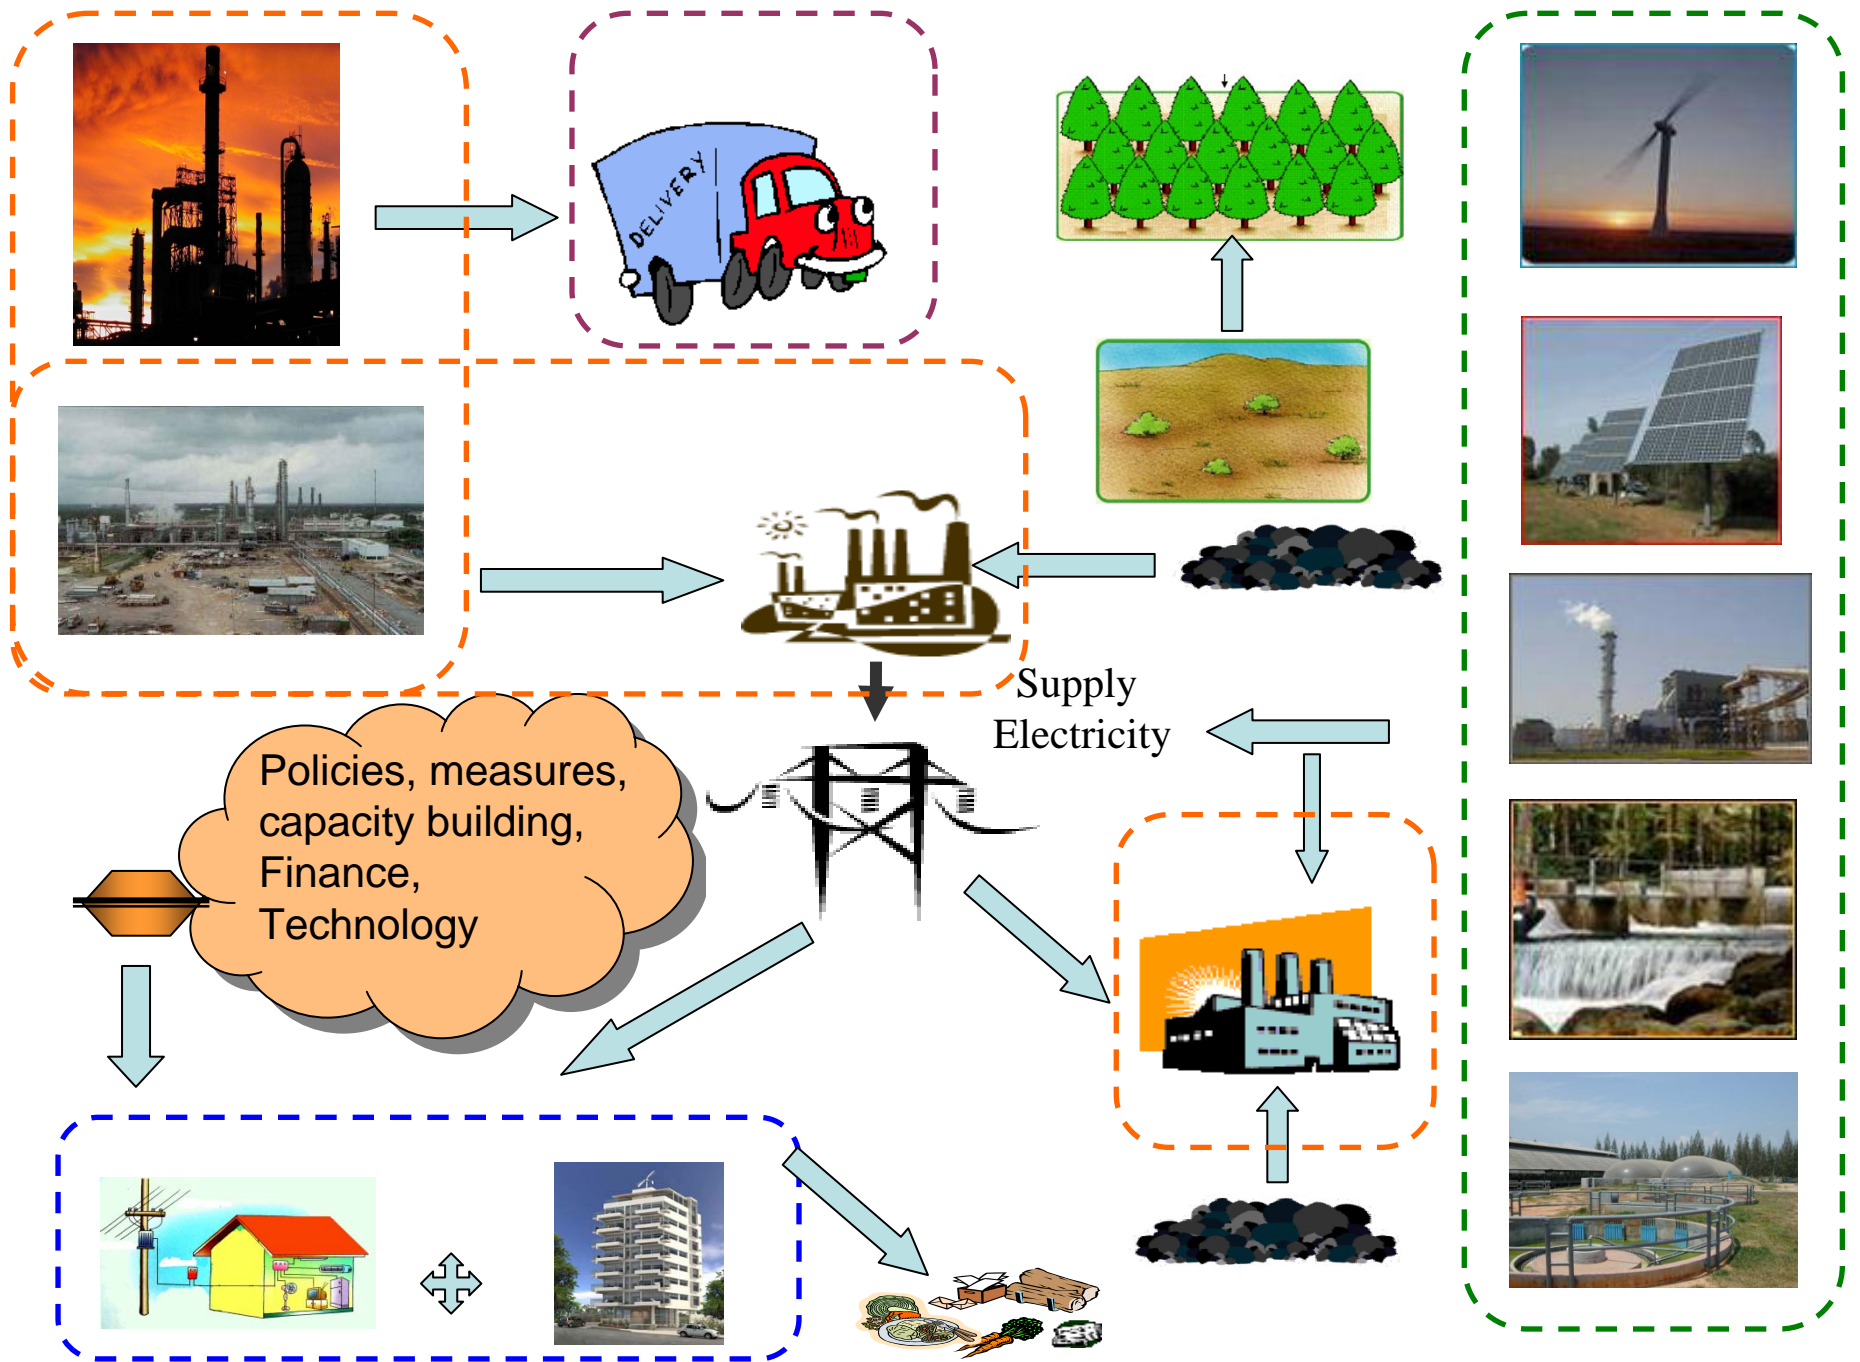 DELIVERY
Supply
Electricity
Policies, measures,
capacity building,
Finance,
Technology